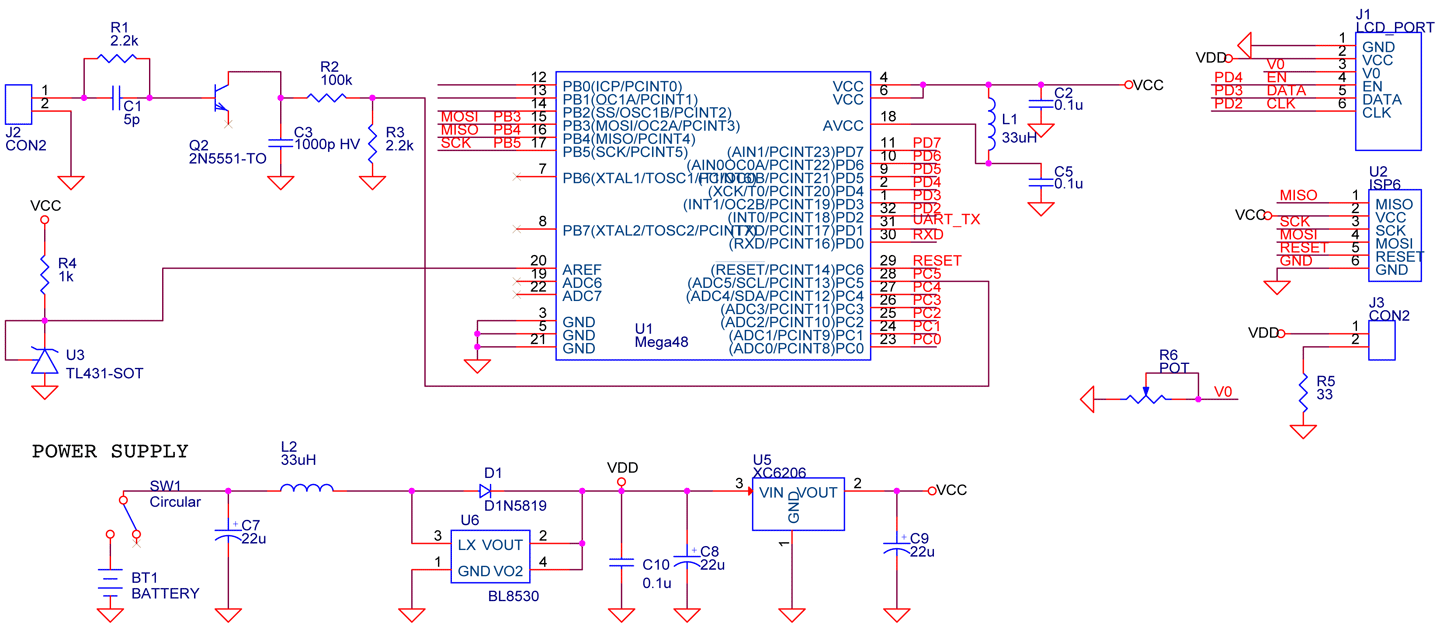 R1
2.2k
J2
CON2
1
2
C1
5p
Q2
2N5551-TO
R2
100k
C3
1000p HV
R3
2.2k
VCC
R4
1k
U3
TL431-SOT
12 PB0(ICP/PCINT0)
13 PB1(OC1A/PCINT1)
14 PB2(SS/OSC1B/PCINT2)
MOSI PB3 15 PB3(MOSI/OC2A/PCINT3)
MISO PB4 16 PB4(MISO/PCINT4)
SCK PB5 17 PB5(SCK/PCINT5)
7 PB6(XTAL1/TOSC1/
8 PB7(XTAL2/TOSC2/PCINT7)
20 AREF
19 ADC6
22 ADC7
3 GND
5 GND
21 GND
U1
Mega48
VCC 4
VCC 6
AVCC 18
(AIN1/PCINT23)PD7 11 PD7
(AIN0OC0A/PCINT22)PD6 10 PD6
/PCINT21)PD5 9 PD5
(XCK/T0/PCINT20)PD4 2 PD4
(INT1/OC2B/PCINT19)PD3 1 PD3
(INT0/PCINT18)PD2 32 PD2
PCINT17)PD1 31 UART_TX
(RXD/PCINT16)PD0 30 RXD
(RESET/PCINT14)PC6 29 RESET
(ADC5/SCL/PCINT13)PC5 28 PC5
(ADC4/SDA/PCINT12)PC4 27 PC4
(ADC3/PCINT11)PC3 26 PC3
(ADC2/PCINT10)PC2 25 PC2
(ADC1/PCINT9)PC1 24 PC1
(ADC0/PCINT8)PC0 23 PC0
L1
33uH
C2
0.1u
VCC
C5
0.1u
J1
LCD_PORT
1 GND
VDD 2 VCC
V0 3 V0
PD4 EN 4 EN
PD3 DATA 5 DATA
PD2 CLK 6 CLK
U2
ISP6
MISO 1 MISO
VCC 2 VCC
SCK 3 SCK
MOSI 4 MOSI
RESET 5 RESET
GND 6 GND
J3
CON2
VDD 1
2
R5
33
R6
POT
V0
POWER SUPPLY
SW1
Circular
BT1
BATTERY
C7
22u
L2
33uH
D1
D1N5819
U6
3 LX VOUT 2
1 GND VO2 4
BL8530
VDD
C10
0.1u
C8
22u
U5
XC6206
3 VIN GND VOUT 2
1
VCC
C9
22u